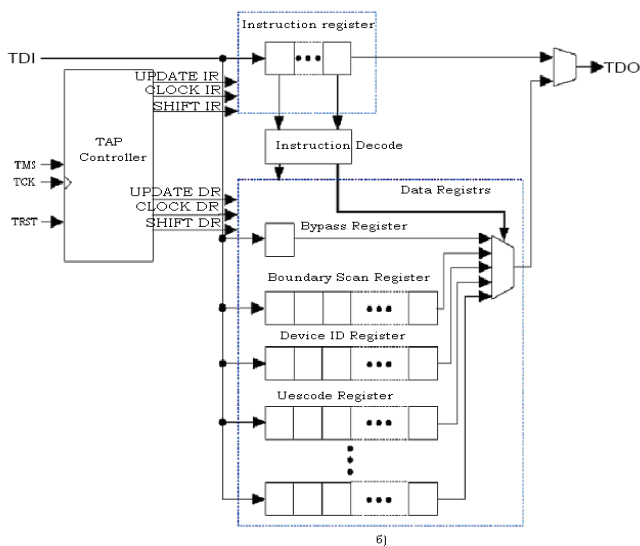 Instruction register
TDI
TDO
UPDATE IR
CLOCK IR
SHIFT IR
TAP
Controller
Instruction Decode
TMS
TCK
TRST
UPDATE DR
CLOCK DR
SHIFT DR
Data Registrs
Bypass Register
Boundary Scan Register
Device ID Register
Uescode Register
б)